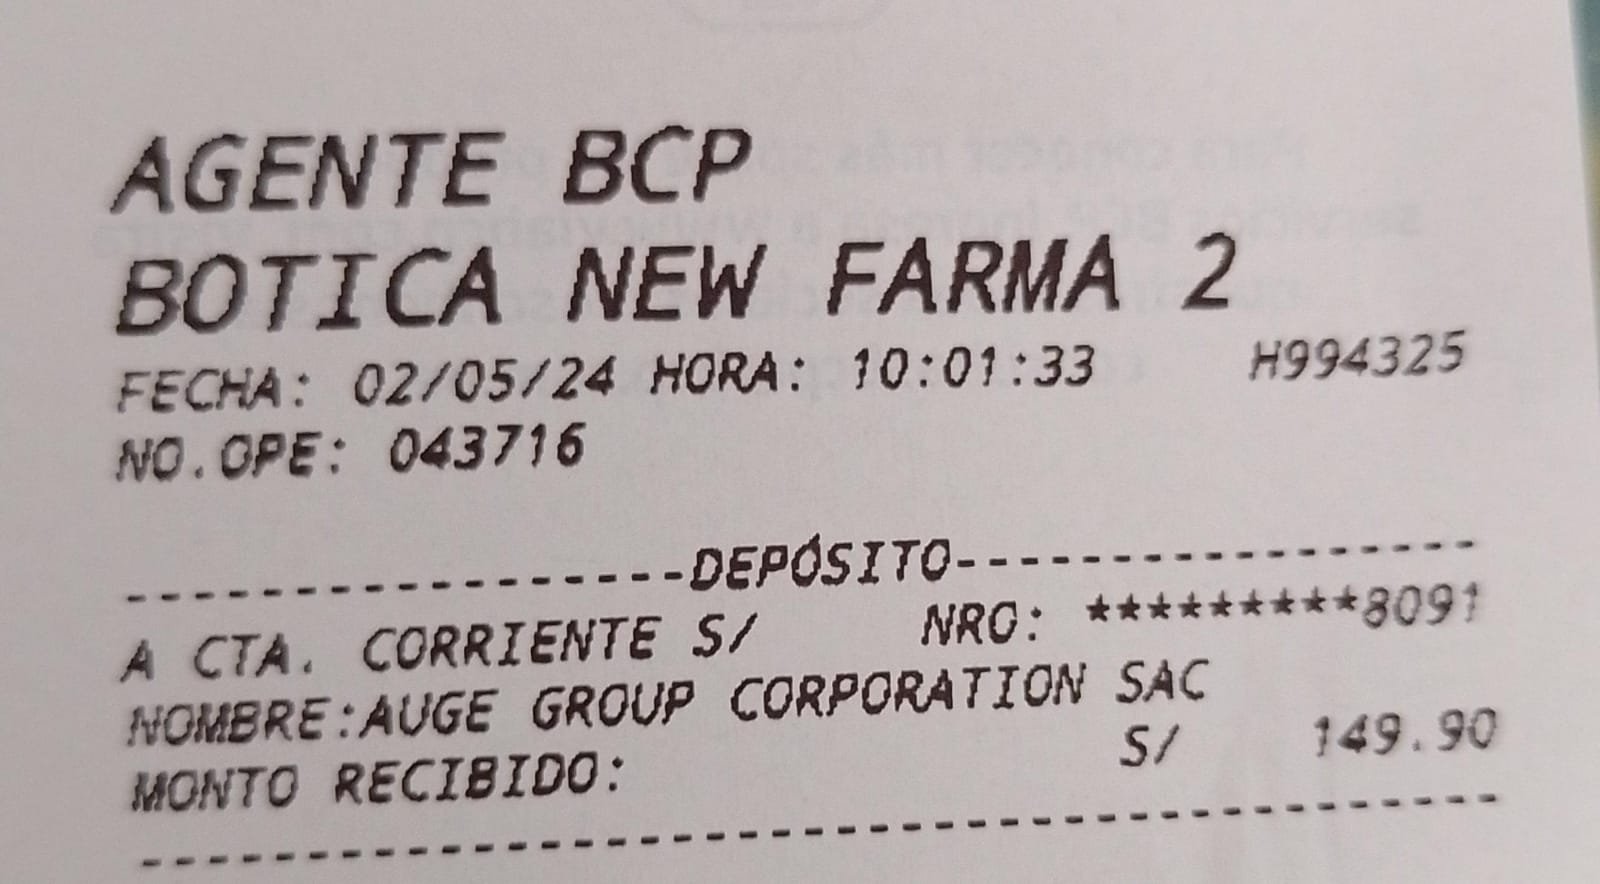 AGENTE BCP
BOTICA NEW FARMA 2
FECHA: 02/05/24 HORA: 10:01:33 H994325
NO.OPE: 043716
----------------DEPÓSITO----------------
A CTA. CORRIENTE S/ NRO: *********8091
NOMBRE:AUGE GROUP CORPORATION SAC
MONTO RECIBIDO: S/ 149.90
----------------------------------------